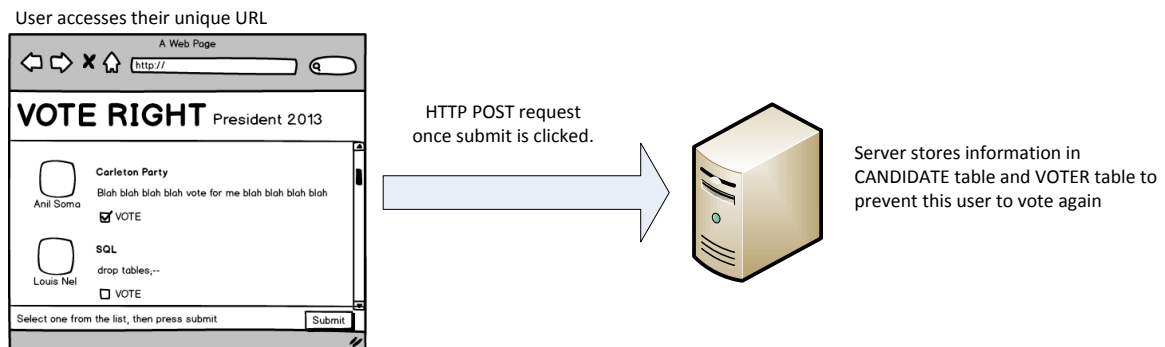 User accesses their unique URL
A Web Page
http://
VOTE RIGHT President 2013
Carleton Party
Blah blah blah blah vote for me blah blah blah blah
Anil Soma
VOTE
SQL
drop tables;--
Louis Nel
VOTE
Select one from the list, then press submit
Submit
HTTP POST request
once submit is clicked.
Server stores information in
CANDIDATE table and VOTER table to
prevent this user to vote again